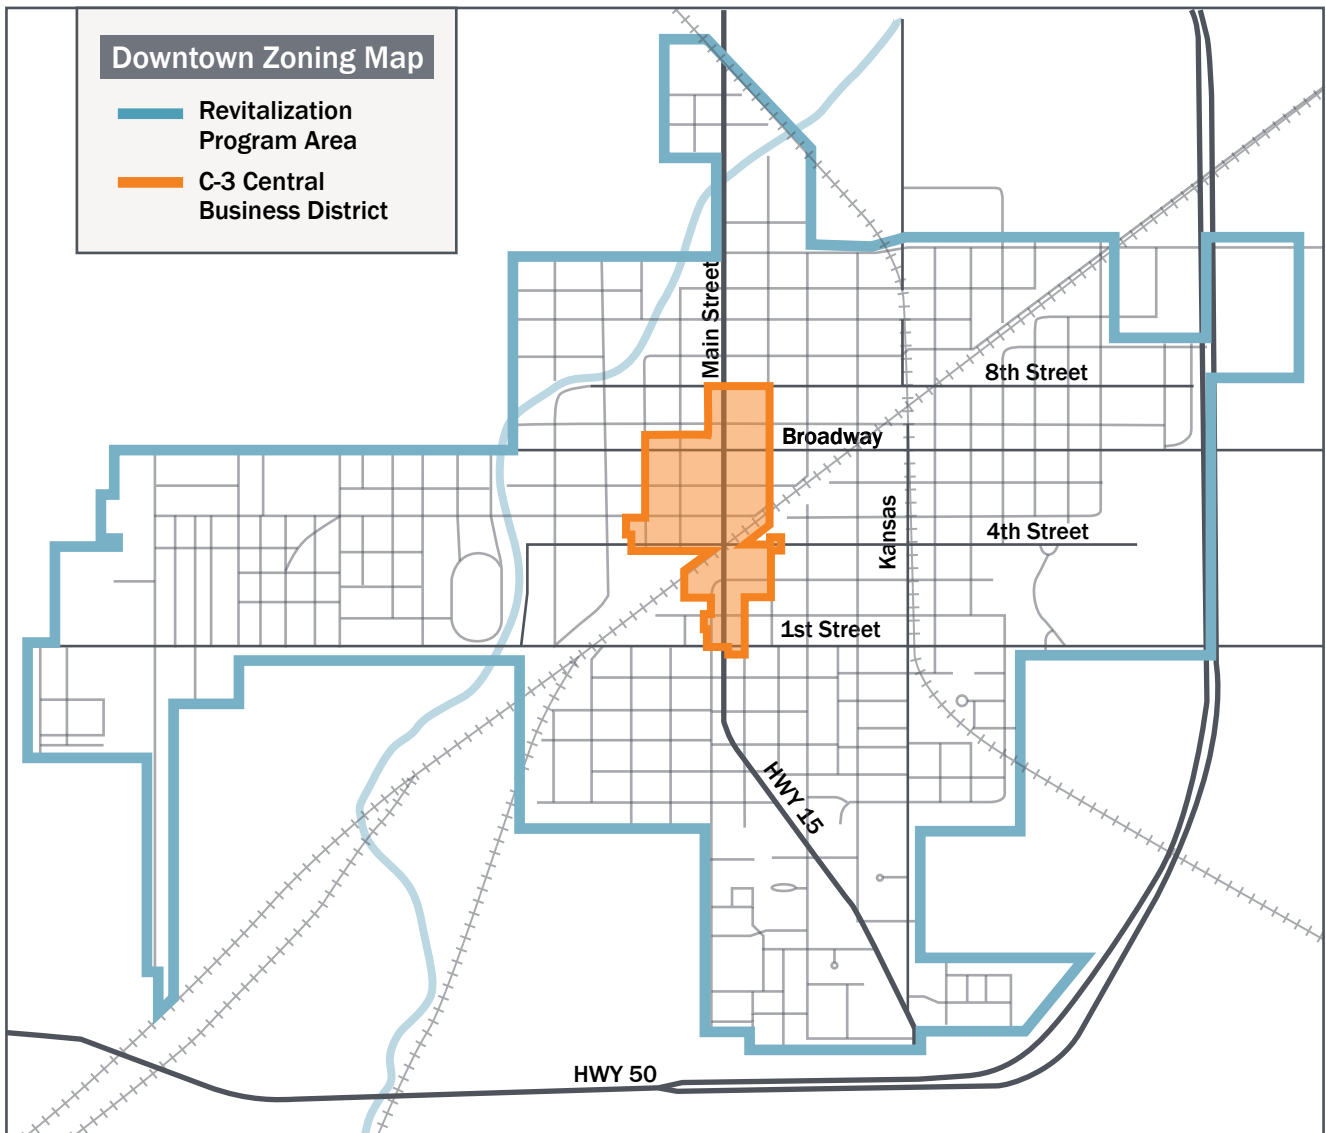 Downtown Zoning Map
Revitalization
Program Area
C-3 Central
Business District
Main Street
8th Street
Broadway
Kansas
4th Street
1st Street
HWY 15
HWY 50